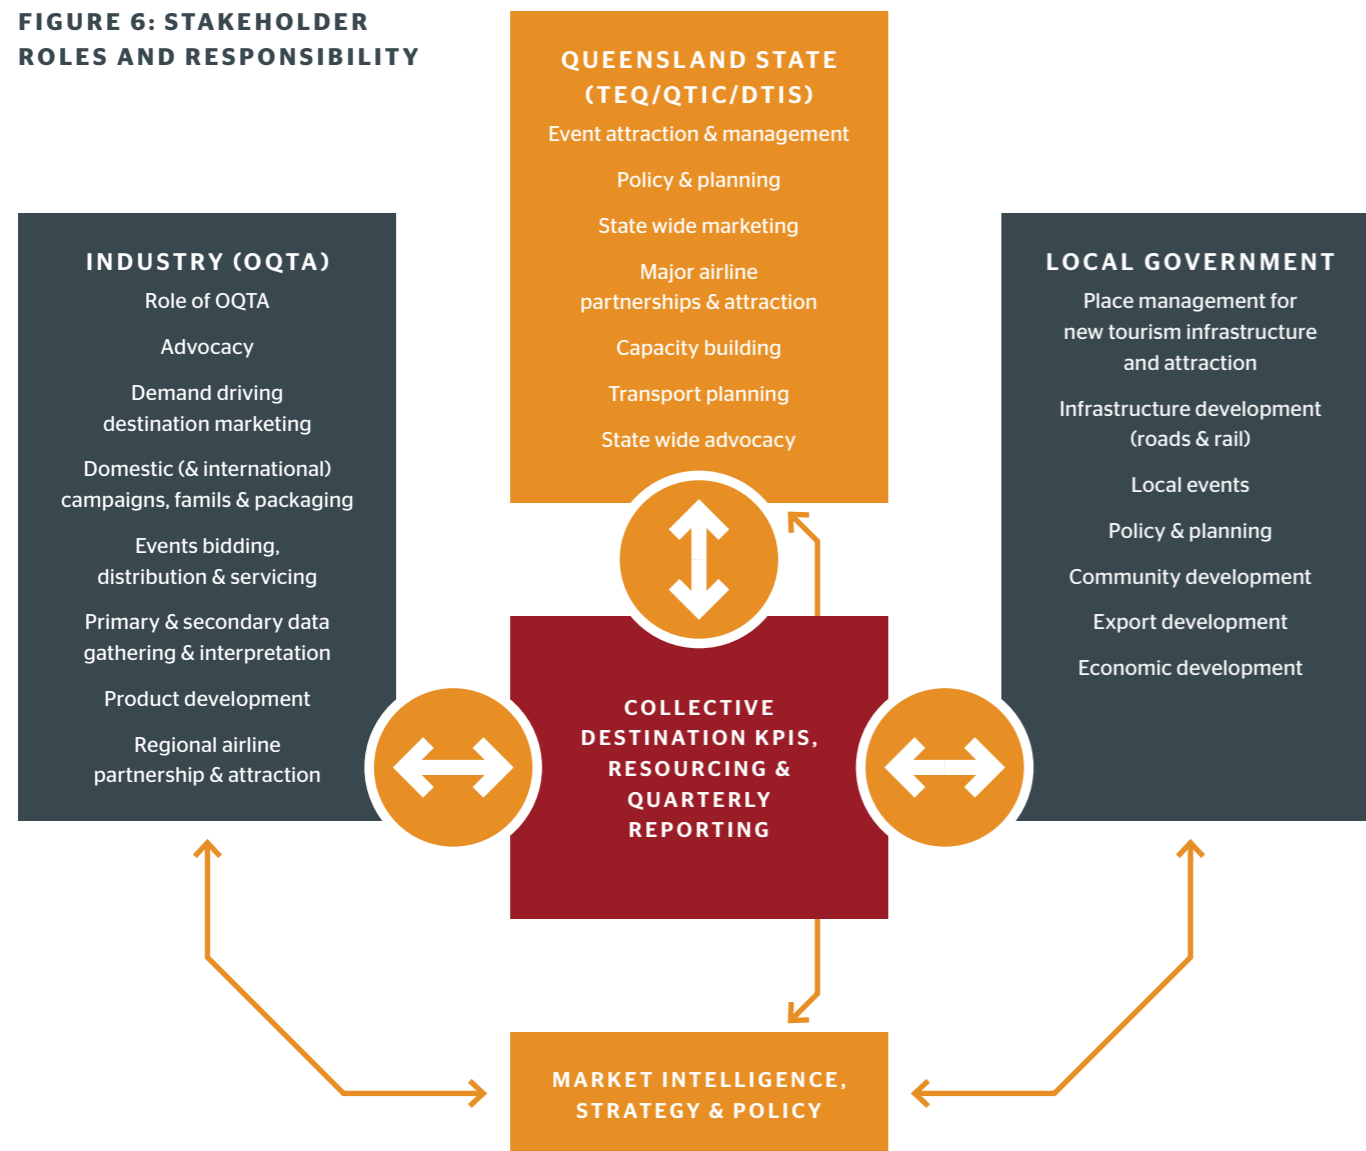 FIGURE 6: STAKEHOLDER
ROLES AND RESPONSIBILITY
QUEENSLAND STATE
(TEQ/QTIC/DTIS)
Event attraction & management
Policy & planning
State wide marketing
Major airline
partnerships & attraction
Capacity building
Transport planning
State wide advocacy
INDUSTRY (OQTA)
Role of OQTA
Advocacy
Demand driving
destination marketing
Domestic (& international)
campaigns, famils & packaging
Events bidding,
distribution & servicing
Primary & secondary data
gathering & interpretation
Product development
Regional airline
partnership & attraction
LOCAL GOVERNMENT
Place management for
new tourism infrastructure
and attraction
Infrastructure development
(roads & rail)
Local events
Policy & planning
Community development
Export development
Economic development
COLLECTIVE
DESTINATION KPIS,
RESOURCING &
QUARTERLY
REPORTING
MARKET INTELLIGENCE,
STRATEGY & POLICY